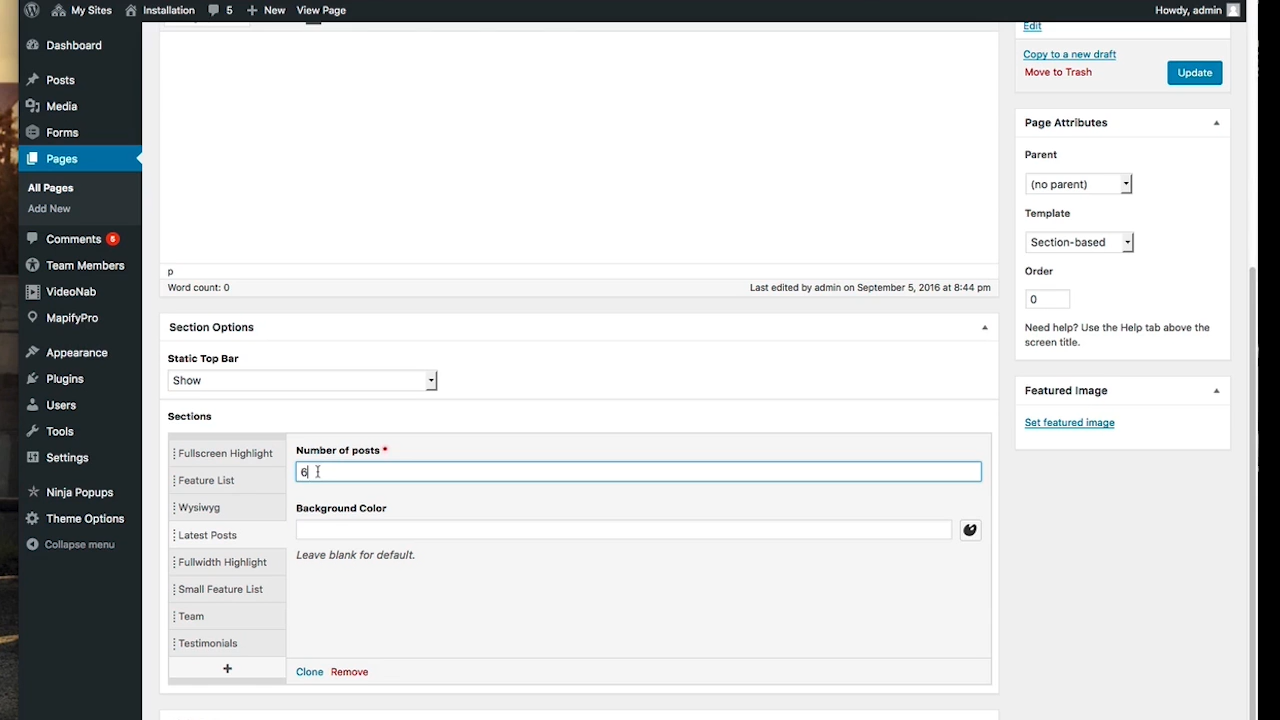 My Sites
Installation
5
New
View Page
Howdy, admin
Dashboard
Posts
Media
Forms
Pages
All Pages
Add New
Comments 5
Team Members
VideoNab
MapifyPro
Appearance
Plugins
Users
Tools
Settings
Ninja Popups
Theme Options
Collapse menu
p
Word count: 0
Last edited by admin on September 5, 2016 at 8:44 pm
Section Options
Static Top Bar
Show
Sections
Fullscreen Highlight
Feature List
Wysiwyg
Latest Posts
Fullwidth Highlight
Small Feature List
Team
Testimonials
+
Number of posts *
6
Background Color
Leave blank for default.
Clone Remove
Edit
Copy to a new draft
Move to Trash
Update
Page Attributes
Parent
(no parent)
Template
Section-based
Order
0
Need help? Use the Help tab above the
screen title.
Featured Image
Set featured image